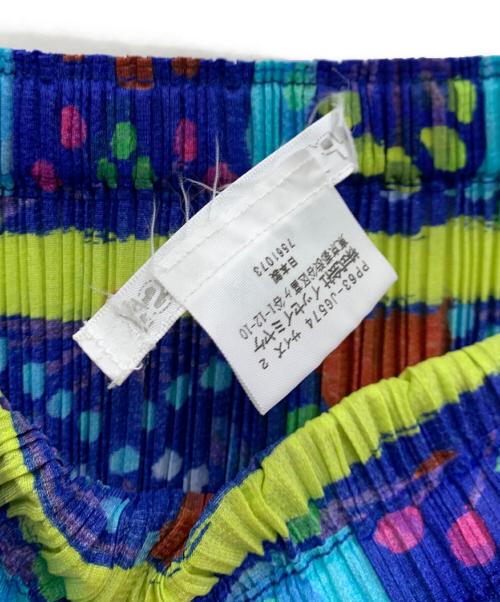 PP63-JG574 サイズ 2
株式会社 イッセイ ミヤケ
東京都渋谷区富ヶ谷1-12-10
7561073
日本製